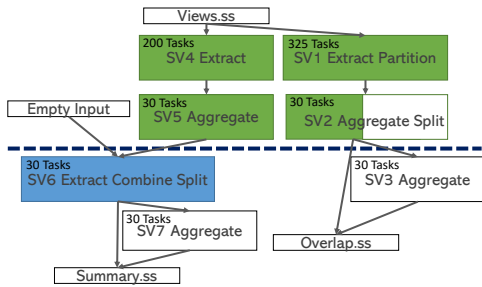 Views.ss
200 Tasks
SV4 Extract
325 Tasks
SV1 Extract Partition
Empty Input
30 Tasks
SV5 Aggregate
30 Tasks
SV2 Aggregate Split
30 Tasks
SV6 Extract Combine Split
30 Tasks
SV3 Aggregate
30 Tasks
SV7 Aggregate
Overlap.ss
Summary.ss